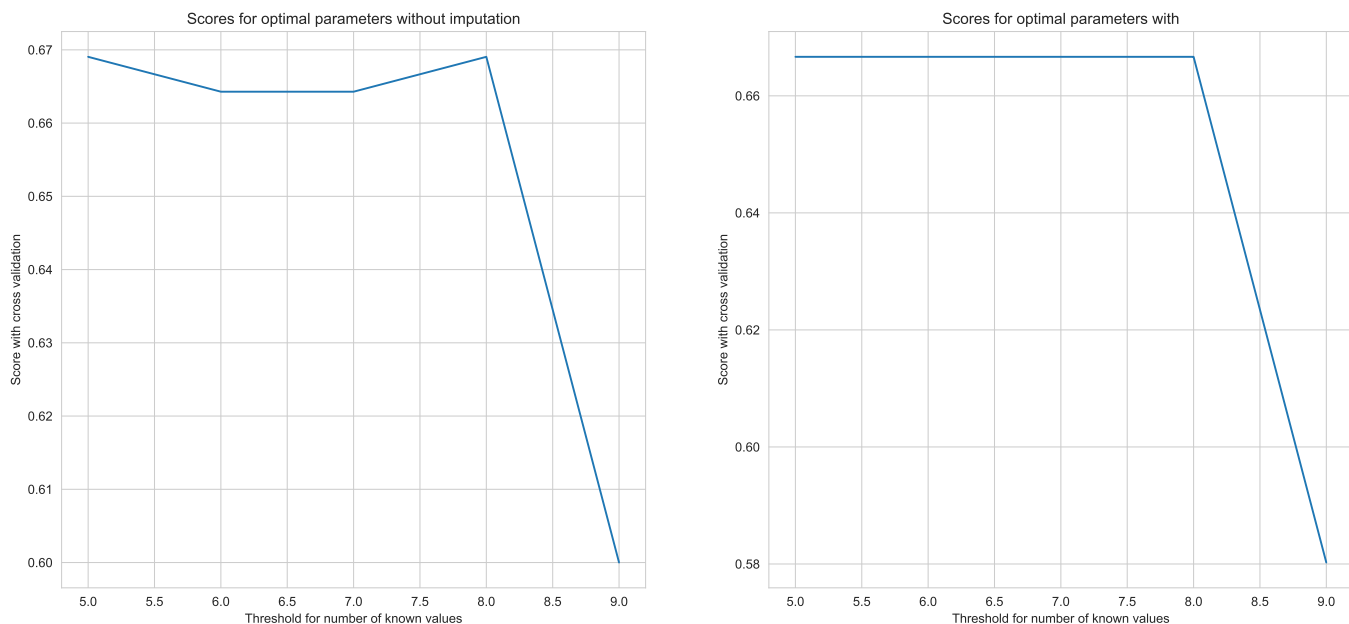 Scores for optimal parameters without imputation
0.67
0.66
0.65
0.64
0.63
0.62
0.61
0.60
Score with cross validation
5.0 5.5 6.0 6.5 7.0 7.5 8.0 8.5 9.0
Threshold for number of known values
Scores for optimal parameters with
0.66
0.64
0.62
0.60
0.58
Score with cross validation
5.0 5.5 6.0 6.5 7.0 7.5 8.0 8.5 9.0
Threshold for number of known values